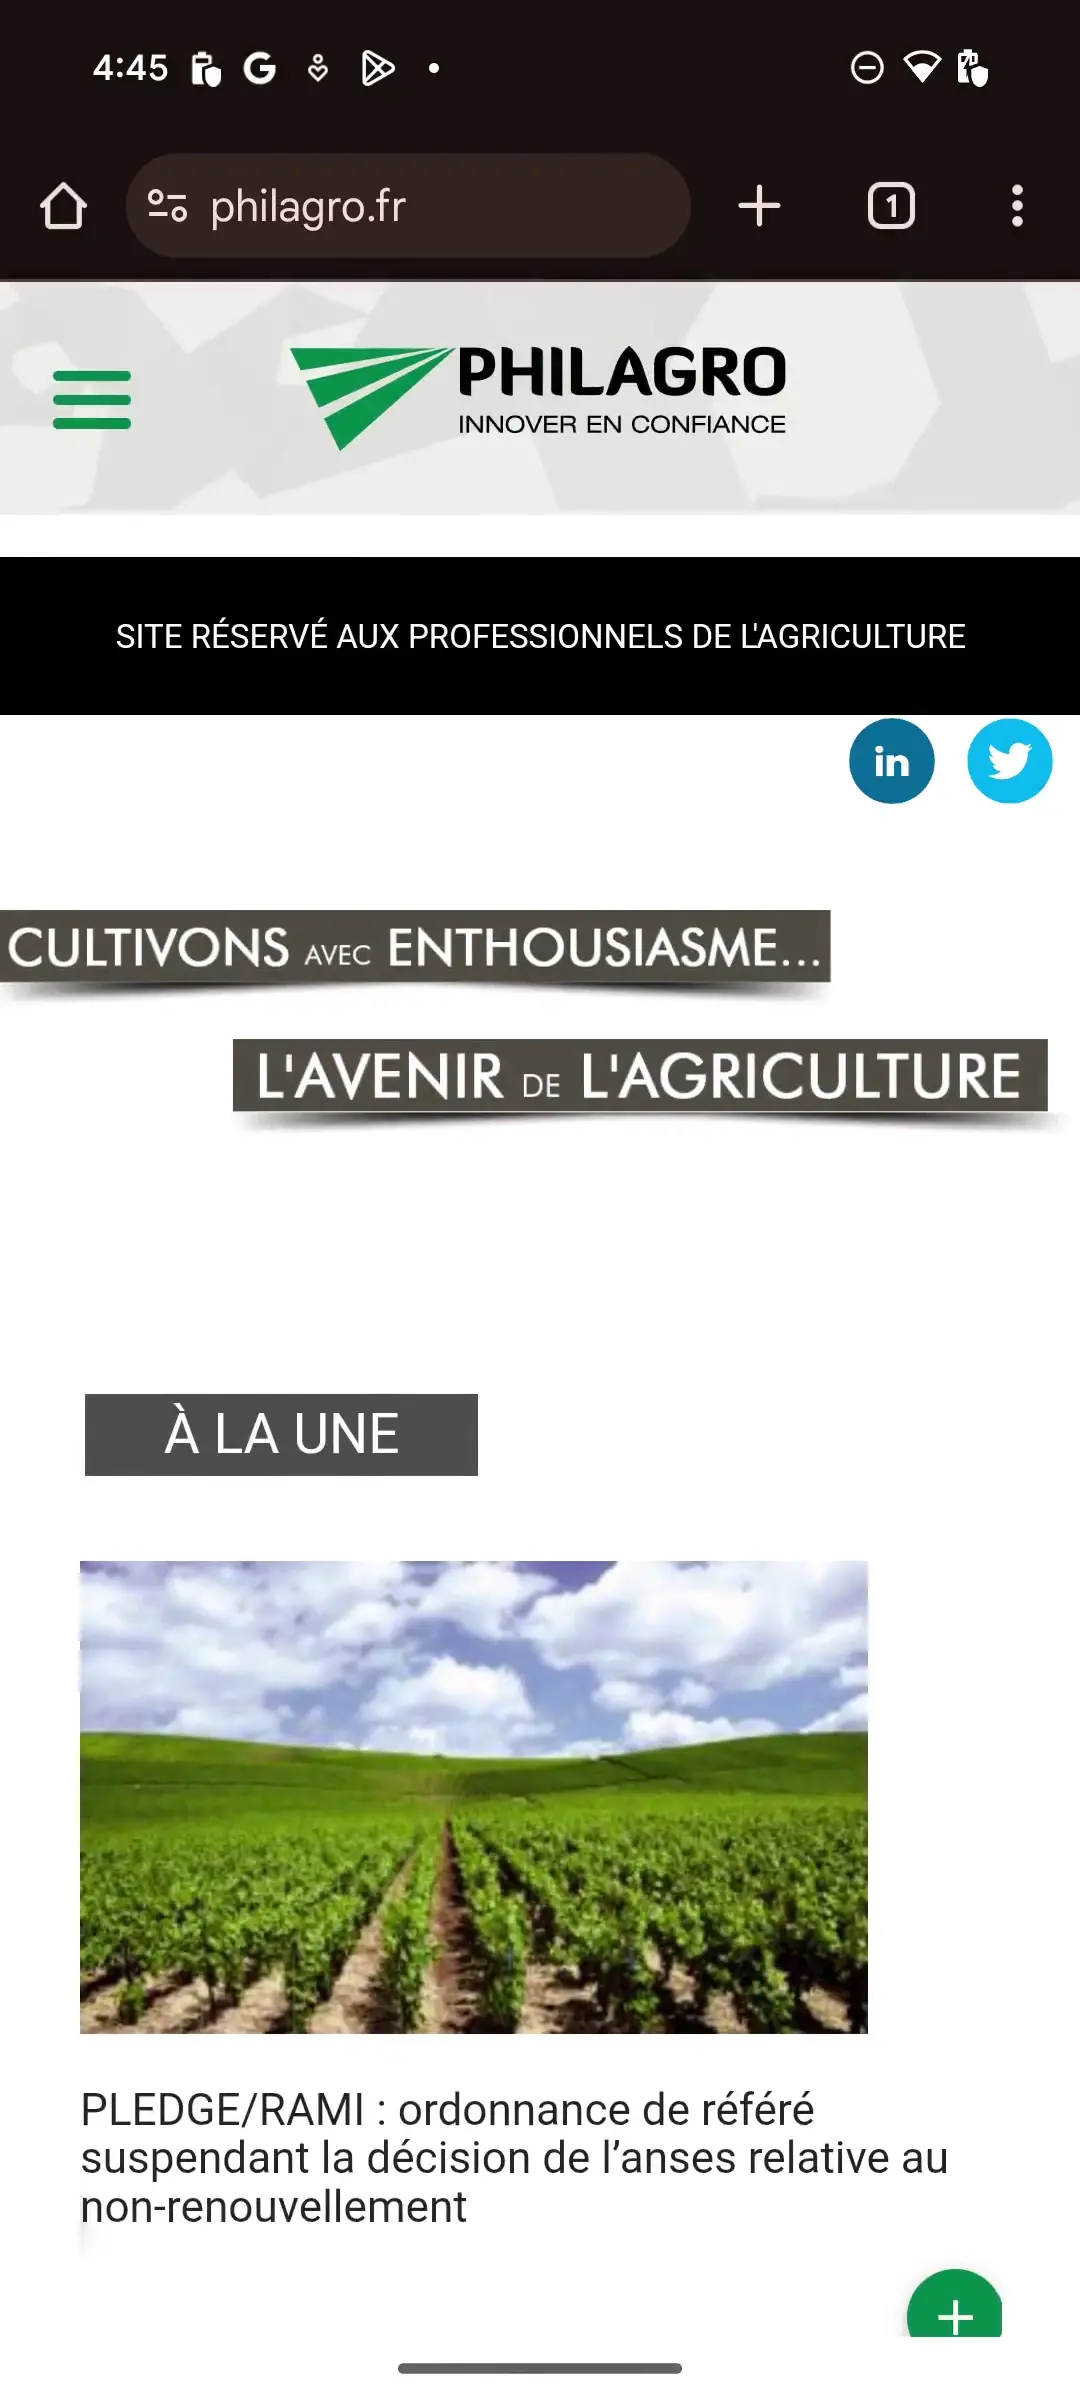 4:45
philagro.fr
1
PHILAGRO
INNOVER EN CONFIANCE
SITE RÉSERVÉ AUX PROFESSIONNELS DE L'AGRICULTURE
in
CULTIVONS AVEC ENTHOUSIASME...
L'AVENIR DE L'AGRICULTURE
À LA UNE
PLEDGE/RAMI : ordonnance de référé
suspendant la décision de l’anses relative au
non-renouvellement